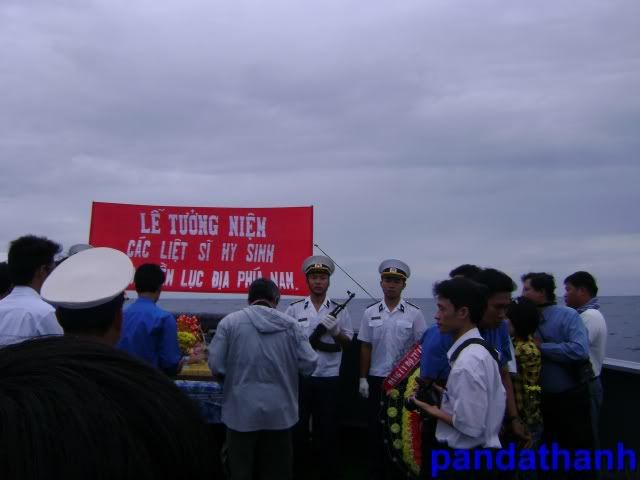 LỄ TƯỞNG NIỆM
CÁC LIỆT SĨ HY SINH
LỤC ĐỊA PHÍA NAM.
pandathanh